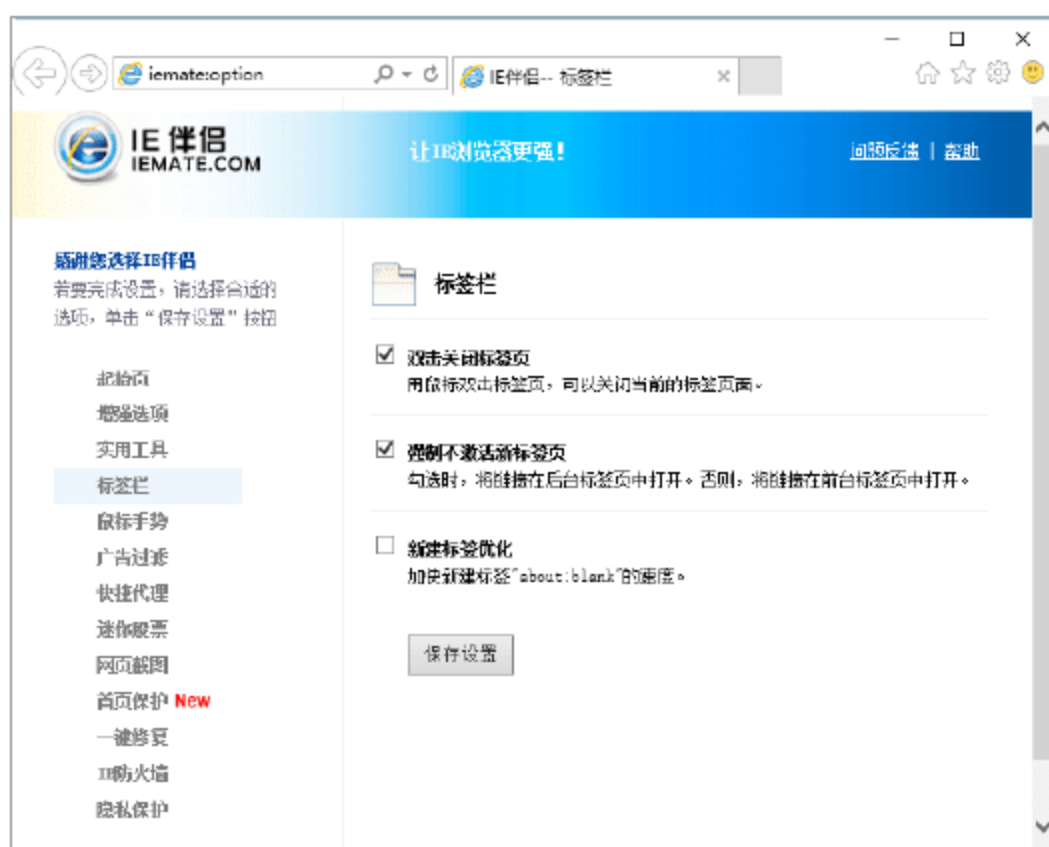 iemate:option
IE伴侣-- 标签栏
IE 伴侣
IEMATE.COM
让IE浏览器更强！
问题反馈 | 帮助
感谢您选择IE伴侣
若要完成设置，请选择合适的
选项，单击“保存设置”按钮
起始页
增强选项
实用工具
标签栏
鼠标手势
广告过滤
快捷代理
迷你股票
网页截图
首页保护 New
一键修复
IE防火墙
隐私保护
标签栏
双击关闭标签页
用鼠标双击标签页，可以关闭当前的标签页面。
强制不激活新标签页
勾选时，将链接在后台标签页中打开。否则，将链接在前台标签页中打开。
新建标签优化
加快新建标签"about:blank"的速度。
保存设置